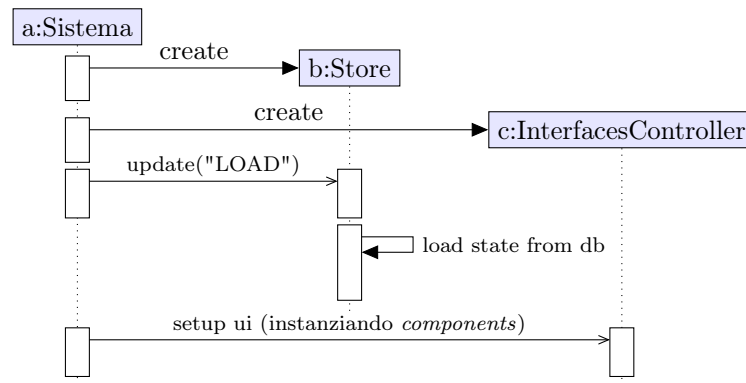 a:Sistema
create
b:Store
create
c:InterfacesController
update("LOAD")
load state from db
setup ui (instanziando components)